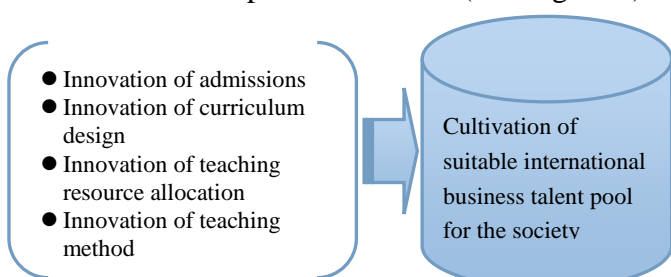 ● Innovation of admissions
● Innovation of curriculum
design
● Innovation of teaching
resource allocation
● Innovation of teaching
method
Cultivation of
suitable international
business talent pool
for the society